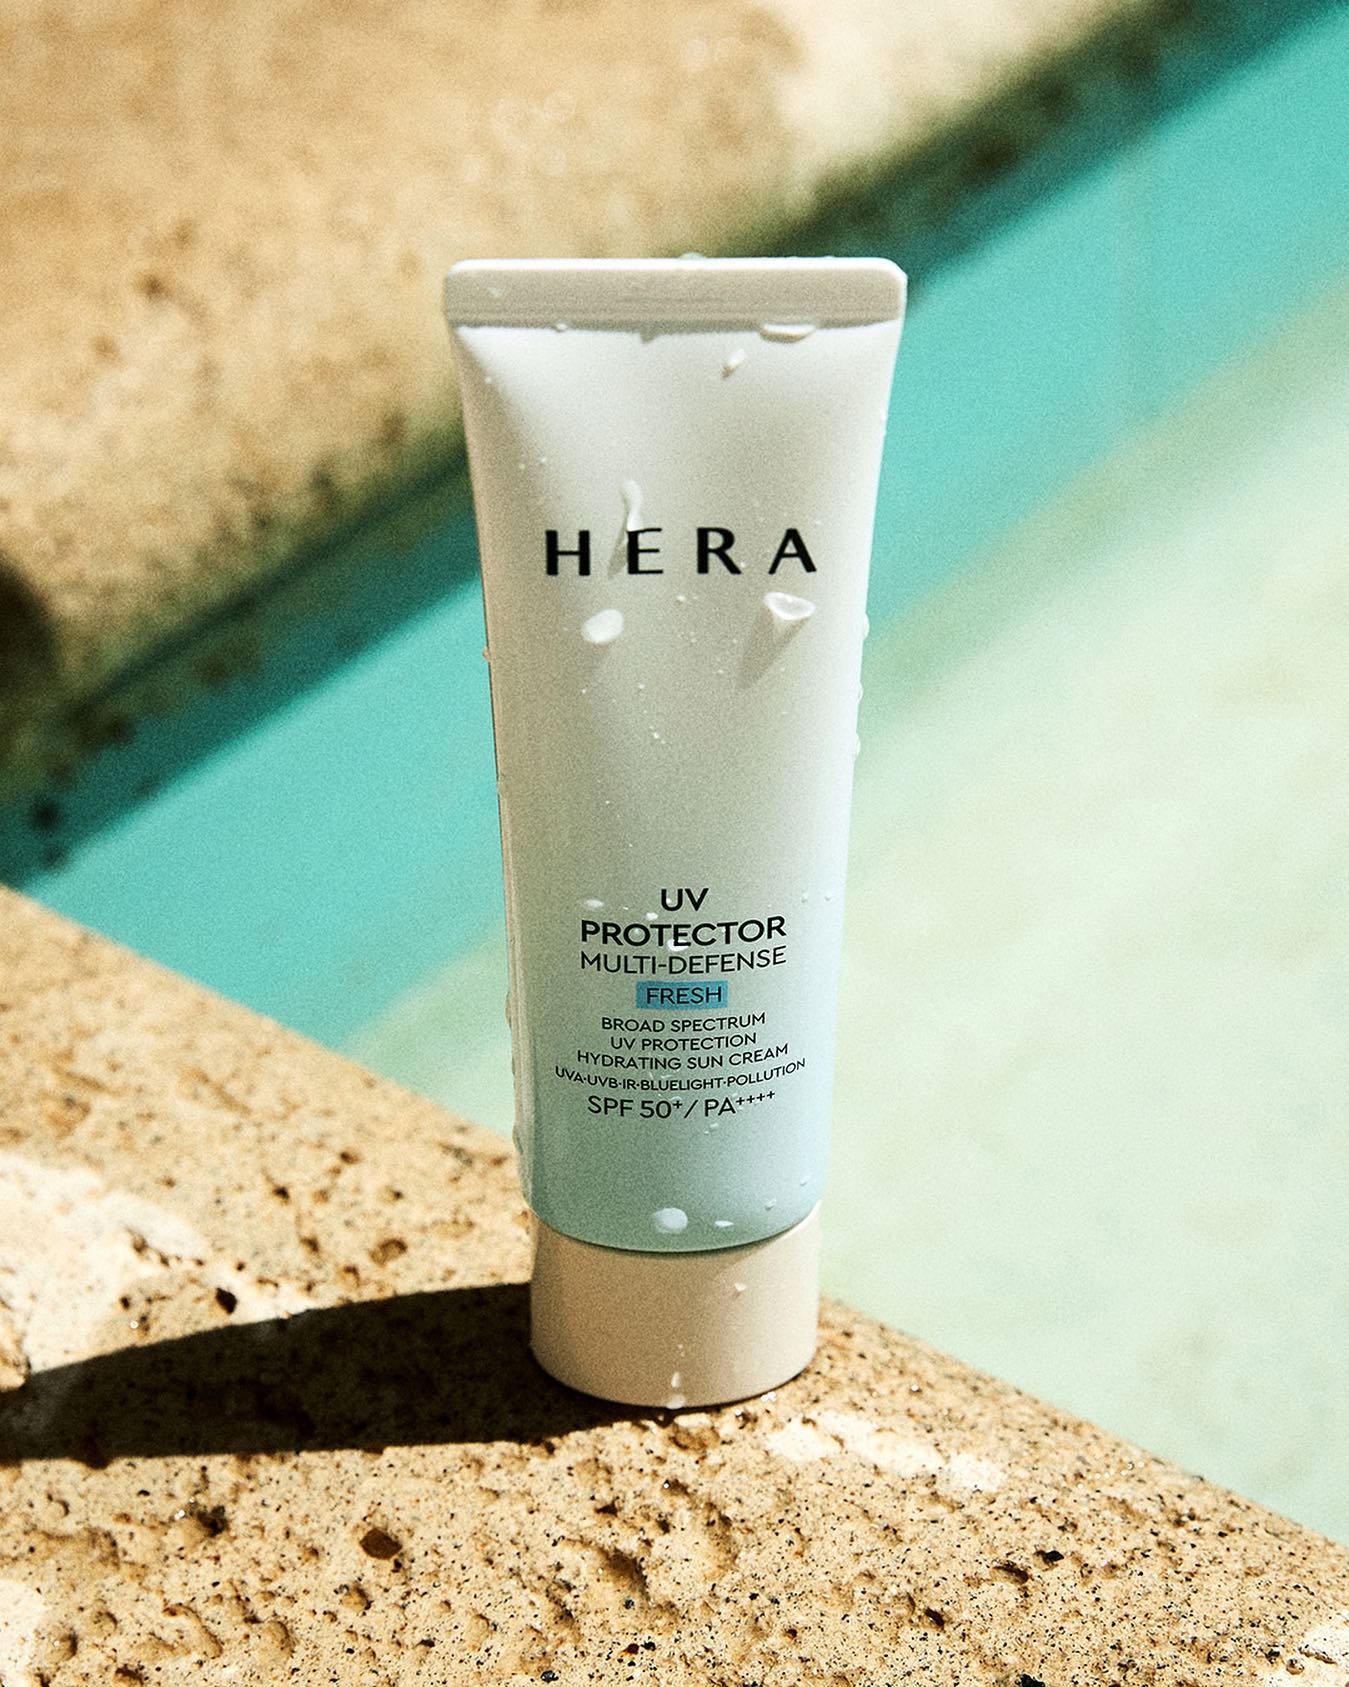 HERA
UV
PROTECTOR
MULTI-DEFENSE
FRESH
BROAD SPECTRUM
UV PROTECTION
HYDRATING SUN CREAM
UVA·UVB·IR·BLUELIGHT·POLLUTION
SPF 50⁺/ PA⁺⁺⁺⁺